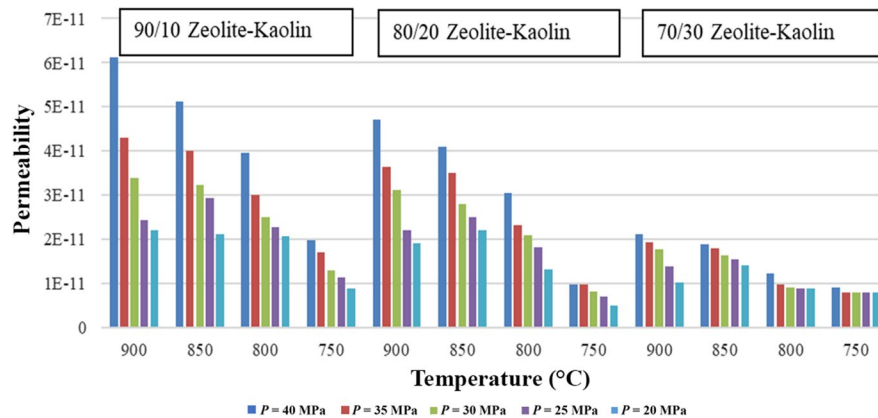 7E-11
90/10 Zeolite-Kaolin 80/20 Zeolite-Kaolin 70/30 Zeolite-Kaolin
6E-11
5E-11
4E-11
3E-11
2E-11
1E-11
0
Permeability
900 850 800 750 900 850 800 750 900 850 800 750
Temperature (°C)
P = 40 MPa P = 35 MPa P = 30 MPa P = 25 MPa P = 20 MPa